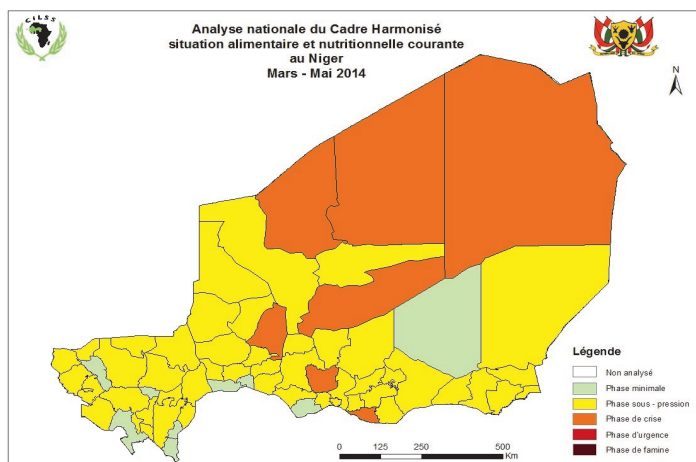 CILSS
Analyse nationale du Cadre Harmonisé
situation alimentaire et nutritionnelle courante
au Niger
Mars - Mai 2014
N
Légende
Non analysé
Phase minimale
Phase sous - pression
Phase de crise
Phase d'urgence
Phase de famine
0 125 250 500
Km